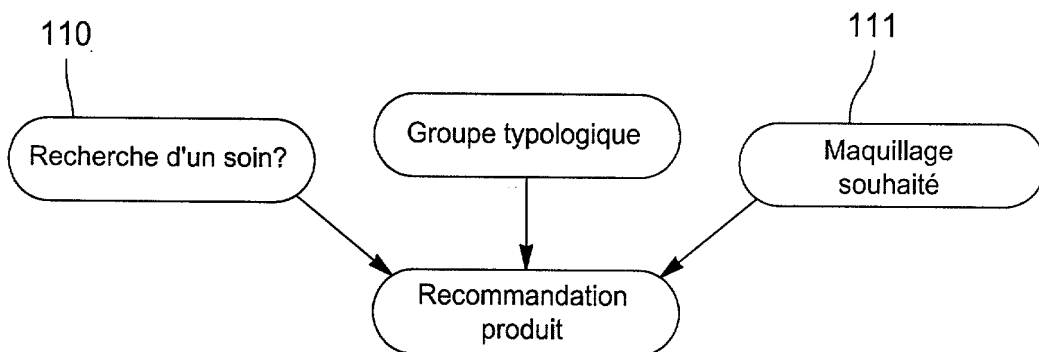 110
111
Recherche d'un soin?
Groupe typologique
Maquillage
souhaité
Recommandation
produit